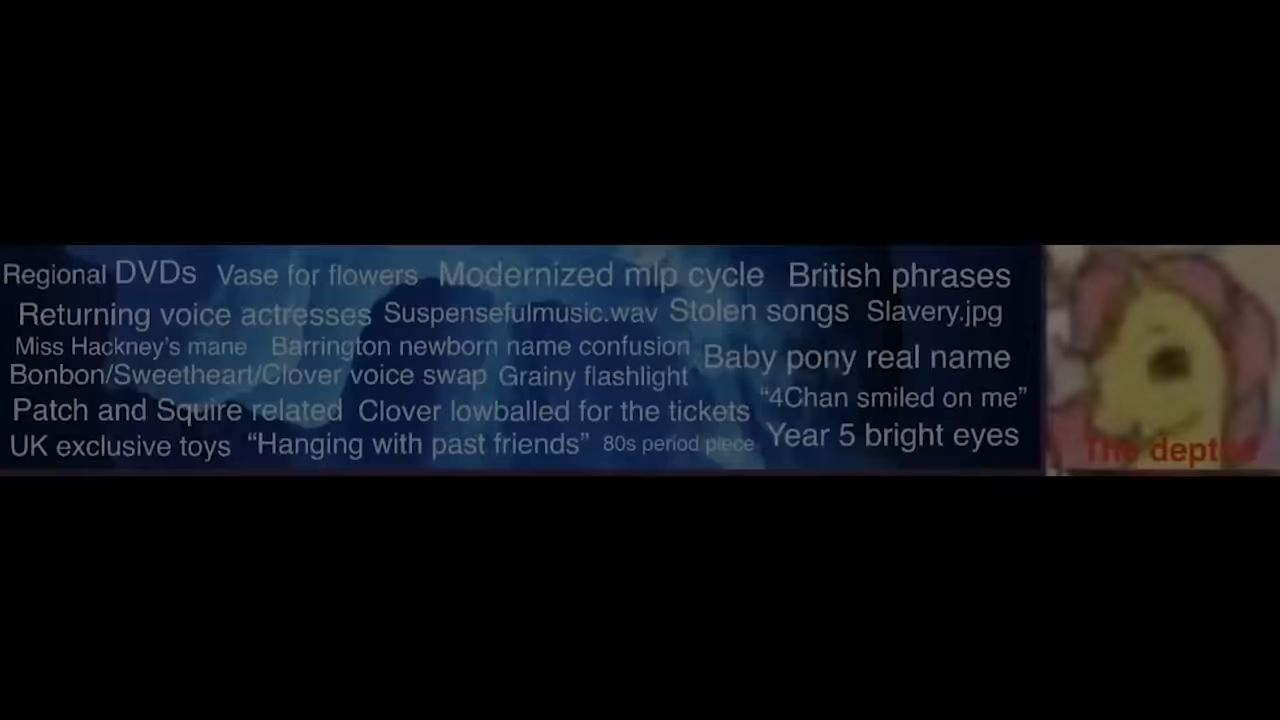 Regional DVDs Vase for flowers Modernized mlp cycle British phrases
Returning voice actresses Suspensefulmusic.wav Stolen songs Slavery.jpg
Miss Hackney's mane Barrington newborn name confusion Baby pony real name
Bonbon/Sweetheart/Clover voice swap Grainy flashlight
Patch and Squire related Clover lowballed for the tickets "4Chan smiled on me"
UK exclusive toys "Hanging with past friends" 80s period piece Year 5 bright eyes
The depths